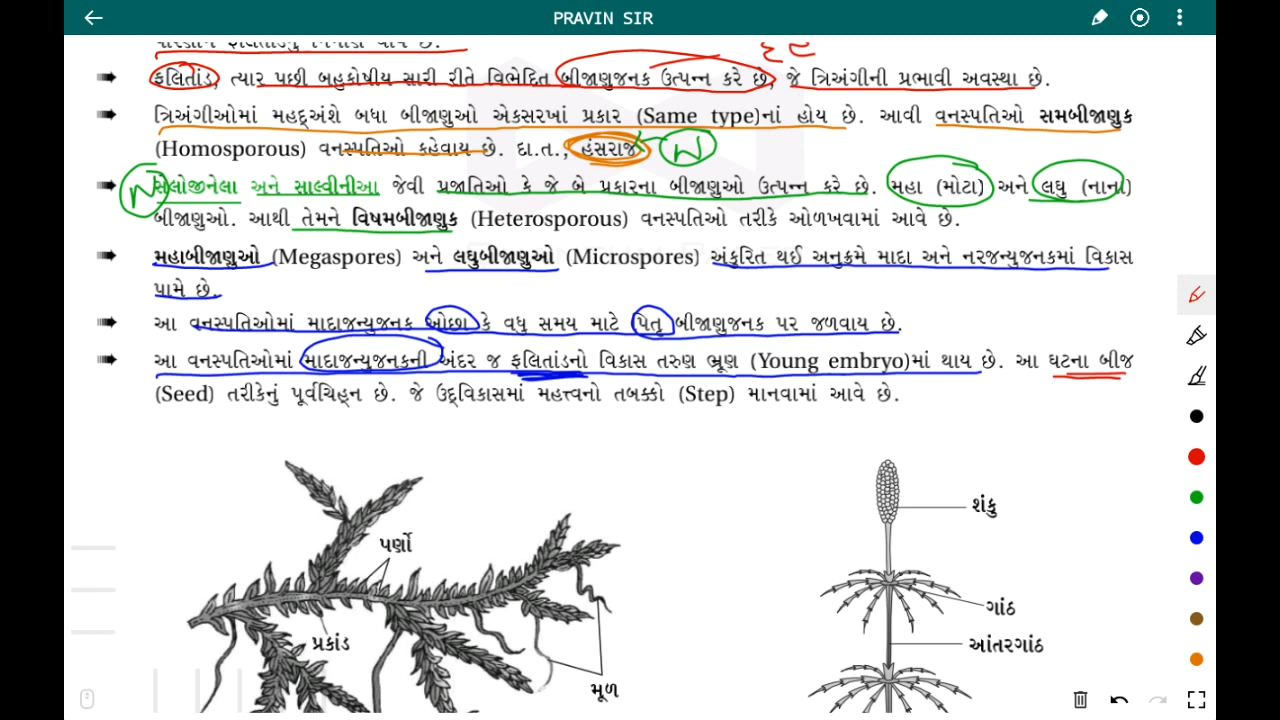 PRAVIN SIR
ફલિતાંડ, ત્યાર પછી બહુકોષીય સારી રીતે વિભેદિત બીજાણુજનક ઉત્પન્ન કરે છે, જે ત્રિઅંગીની પ્રભાવી અવસ્થા છે.
ત્રિઅંગીઓમાં મહદ્અંશે બધા બીજાણુઓ એકસરખાં પ્રકાર (Same type)નાં હોય છે. આવી વનસ્પતિઓ સમબીજાણુક
(Homosporous) વનસ્પતિઓ કહેવાય છે. દા.ત., હંસરાજ
સેલાજીનેલા અને સાલ્વીનીઆ જેવી પ્રજાતિઓ કે જે બે પ્રકારના બીજાણુઓ ઉત્પન્ન કરે છે. મહા (મોટા) અને લઘુ (નાના)
બીજાણુઓ. આથી તેમને વિષમબીજાણુક (Heterosporous) વનસ્પતિઓ તરીકે ઓળખવામાં આવે છે.
મહાબીજાણુઓ (Megaspores) અને લઘુબીજાણુઓ (Microspores) અંકુરિત થઈ અનુક્રમે માદા અને નરજન્યુજનકમાં વિકાસ
પામે છે.
આ વનસ્પતિઓમાં માદાજન્યુજનક ઓછા કે વધુ સમય માટે પિતૃ બીજાણુજનક પર જળવાય છે.
આ વનસ્પતિઓમાં માદાજન્યુજનકની અંદર જ ફલિતાંડનો વિકાસ તરુણ ભ્રૂણ (Young embryo)માં થાય છે. આ ઘટના બીજ
(Seed) તરીકેનું પૂર્વચિહ્ન છે. જે ઉદ્વિકાસમાં મહત્ત્વનો તબક્કો (Step) માનવામાં આવે છે.
શંકુ
પર્ણો
ગાંઠ
પ્રકાંડ
આંતરગાંઠ
મૂળ